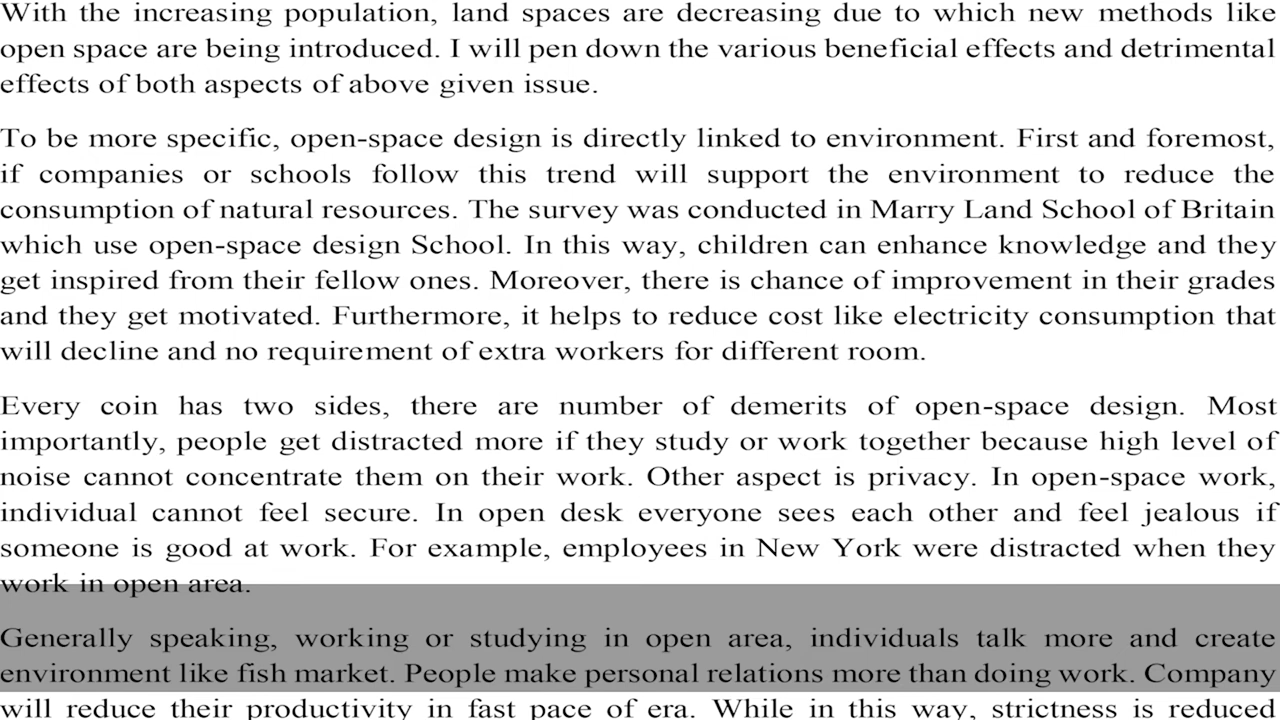 With the increasing population, land spaces are decreasing due to which new methods like
open space are being introduced. I will pen down the various beneficial effects and detrimental
effects of both aspects of above given issue.
To be more specific, open-space design is directly linked to environment. First and foremost,
if companies or schools follow this trend will support the environment to reduce the
consumption of natural resources. The survey was conducted in Marry Land School of Britain
which use open-space design School. In this way, children can enhance knowledge and they
get inspired from their fellow ones. Moreover, there is chance of improvement in their grades
and they get motivated. Furthermore, it helps to reduce cost like electricity consumption that
will decline and no requirement of extra workers for different room.
Every coin has two sides, there are number of demerits of open-space design. Most
importantly, people get distracted more if they study or work together because high level of
noise cannot concentrate them on their work. Other aspect is privacy. In open-space work,
individual cannot feel secure. In open desk everyone sees each other and feel jealous if
someone is good at work. For example, employees in New York were distracted when they
work in open area.
Generally speaking, working or studying in open area, individuals talk more and create
environment like fish market. People make personal relations more than doing work. Company
will reduce their productivity in fast pace of era. While in this way, strictness is reduced